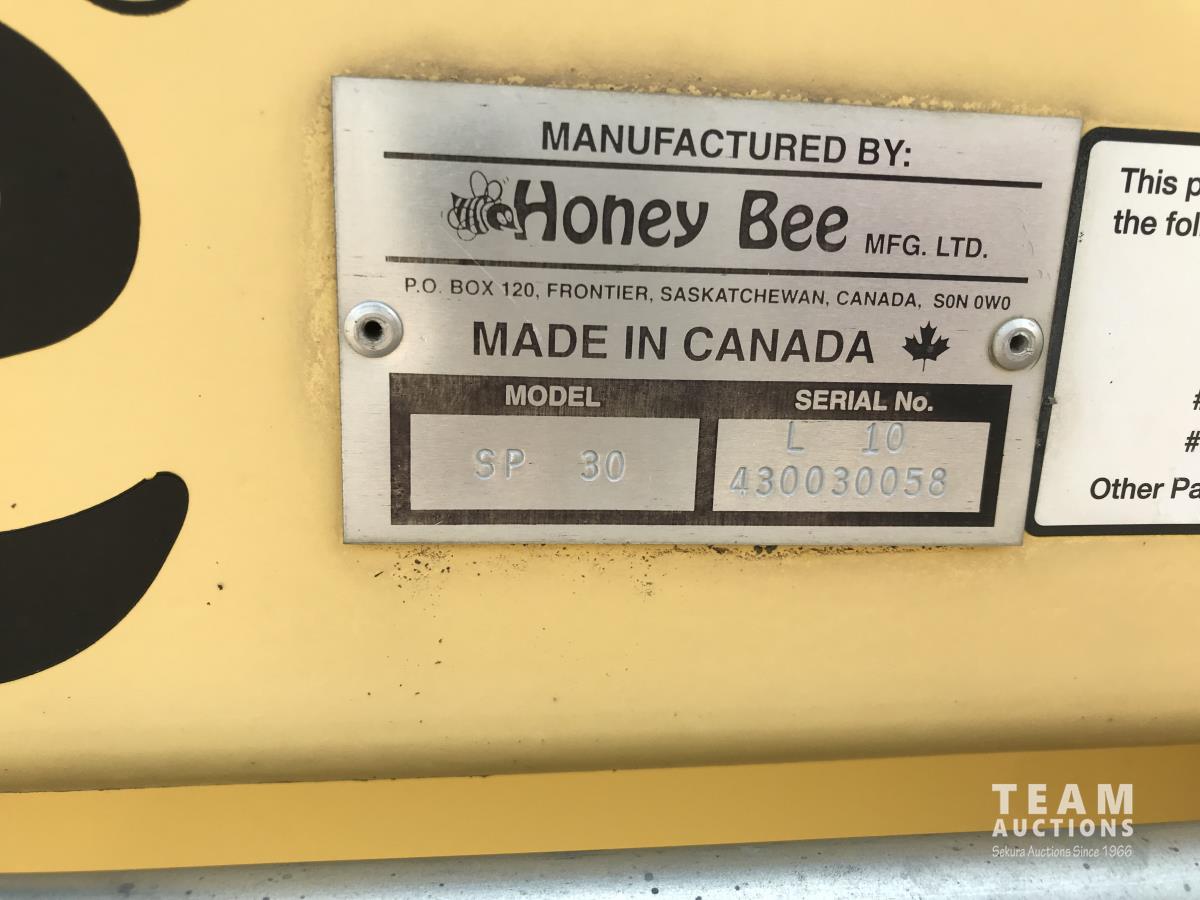 MANUFACTURED BY:
Honey Bee MFG. LTD.
P.O. BOX 120, FRONTIER, SASKATCHEWAN, CANADA, S0N 0W0
MADE IN CANADA
MODEL SERIAL No.
L 10
SP 30 430030058
This p
the fol
#
#
Other Pa
TEAM
AUCTIONS
Sekura Auctions Since 1966